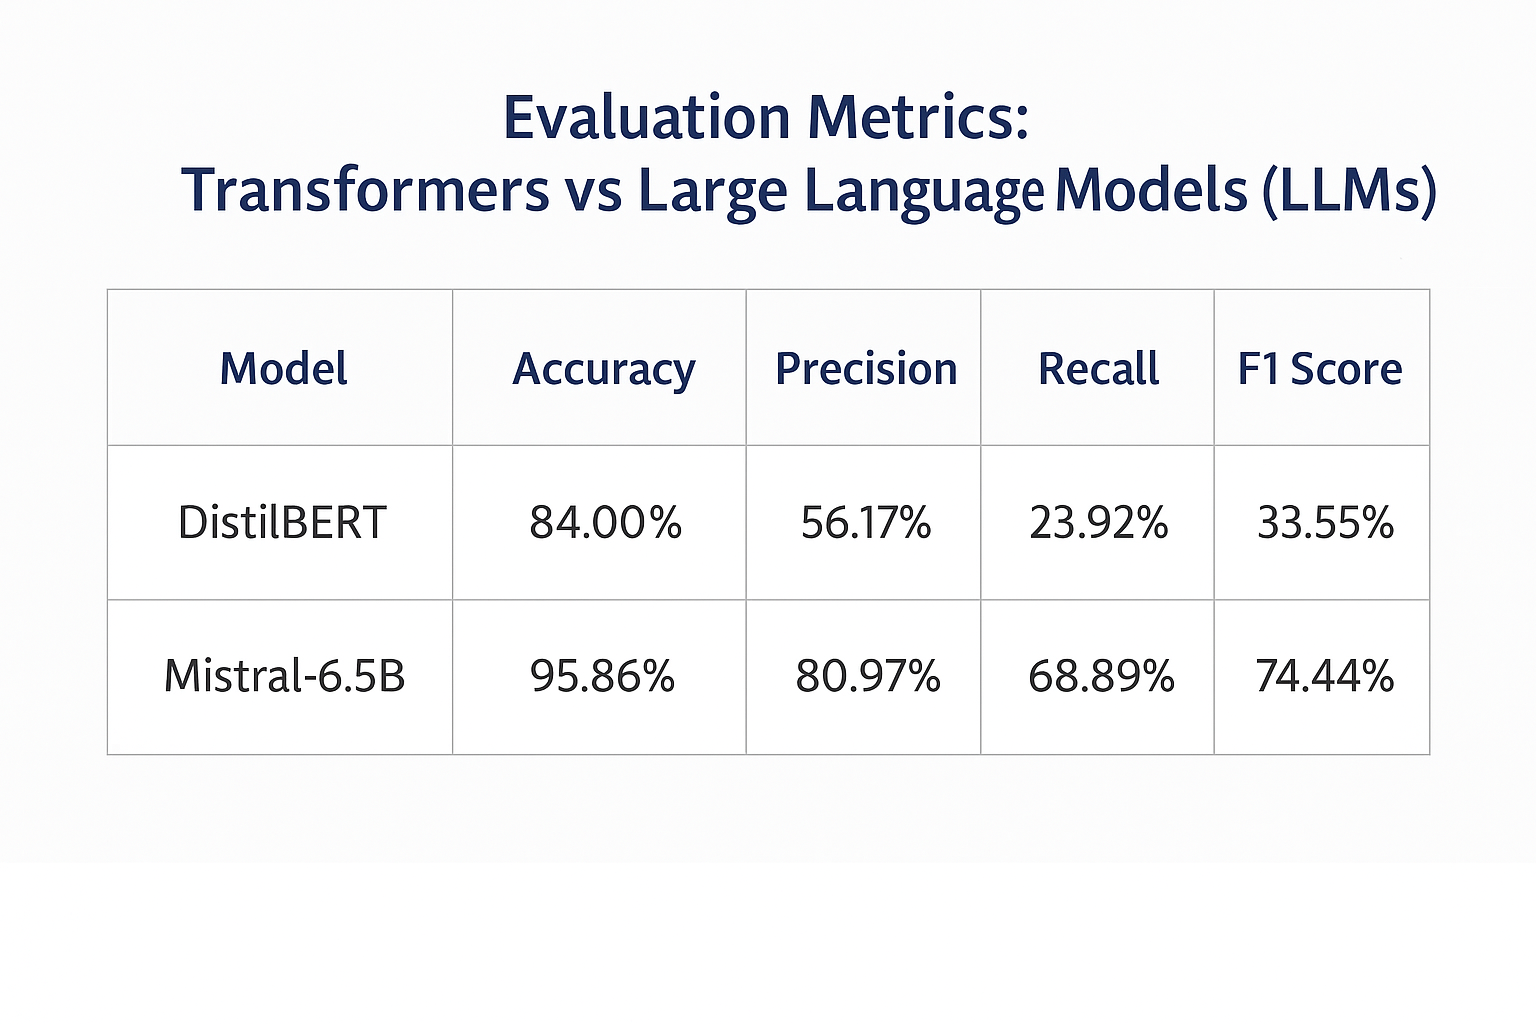 Evaluation Metrics:
Transformers vs Large Language Models (LLMs)
Model Accuracy Precision Recall F1 Score
DistilBERT 84.00% 56.17% 23.92% 33.55%
Mistral-6.5B 95.86% 80.97% 68.89% 74.44%